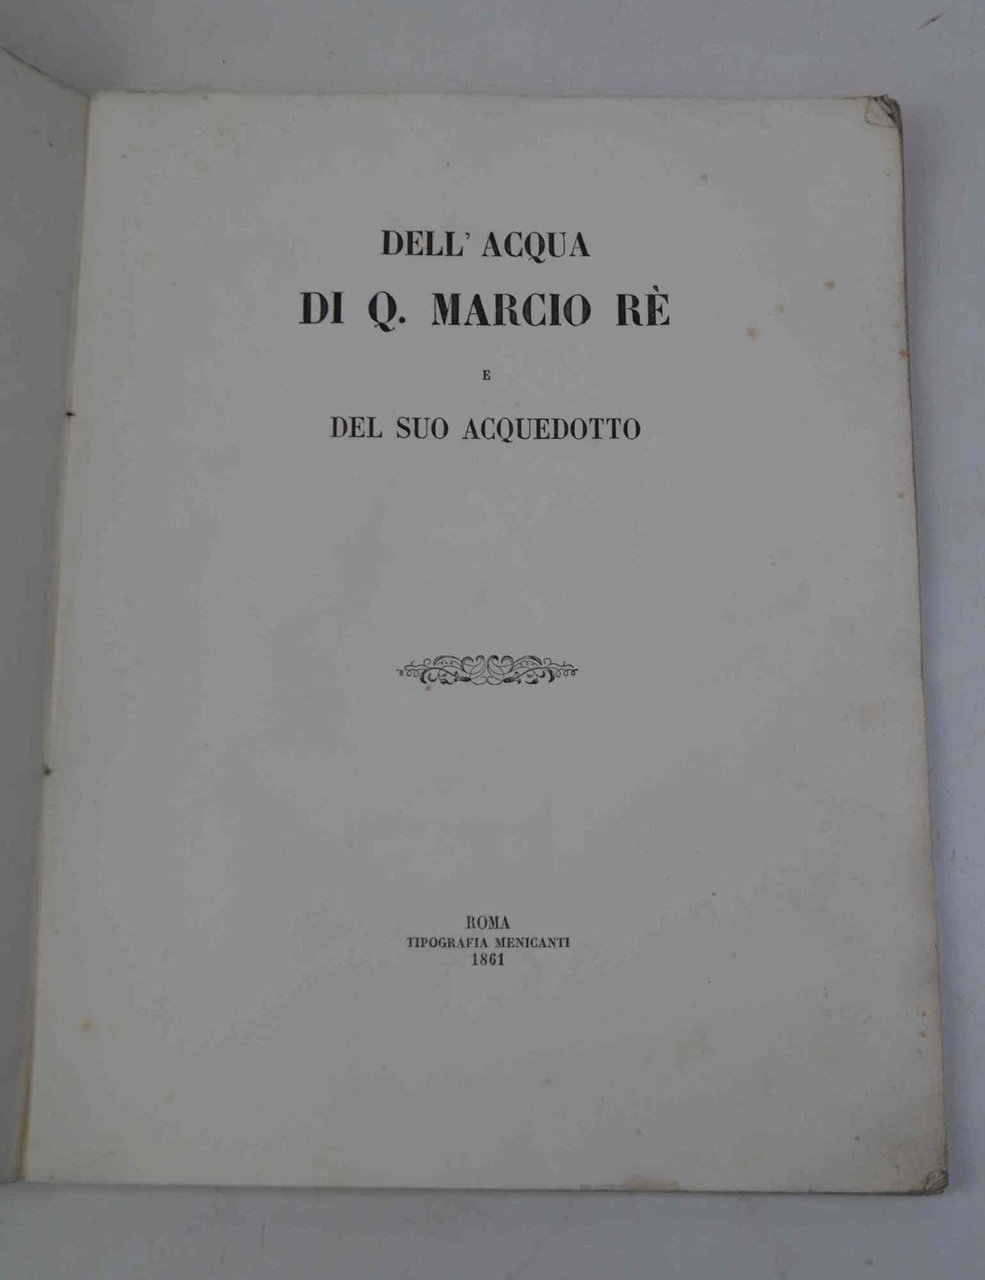 DELL' ACQUA
DI Q. MARCIO RÈ
E
DEL SUO ACQUEDOTTO
ROMA
TIPOGRAFIA MENICANTI
1861